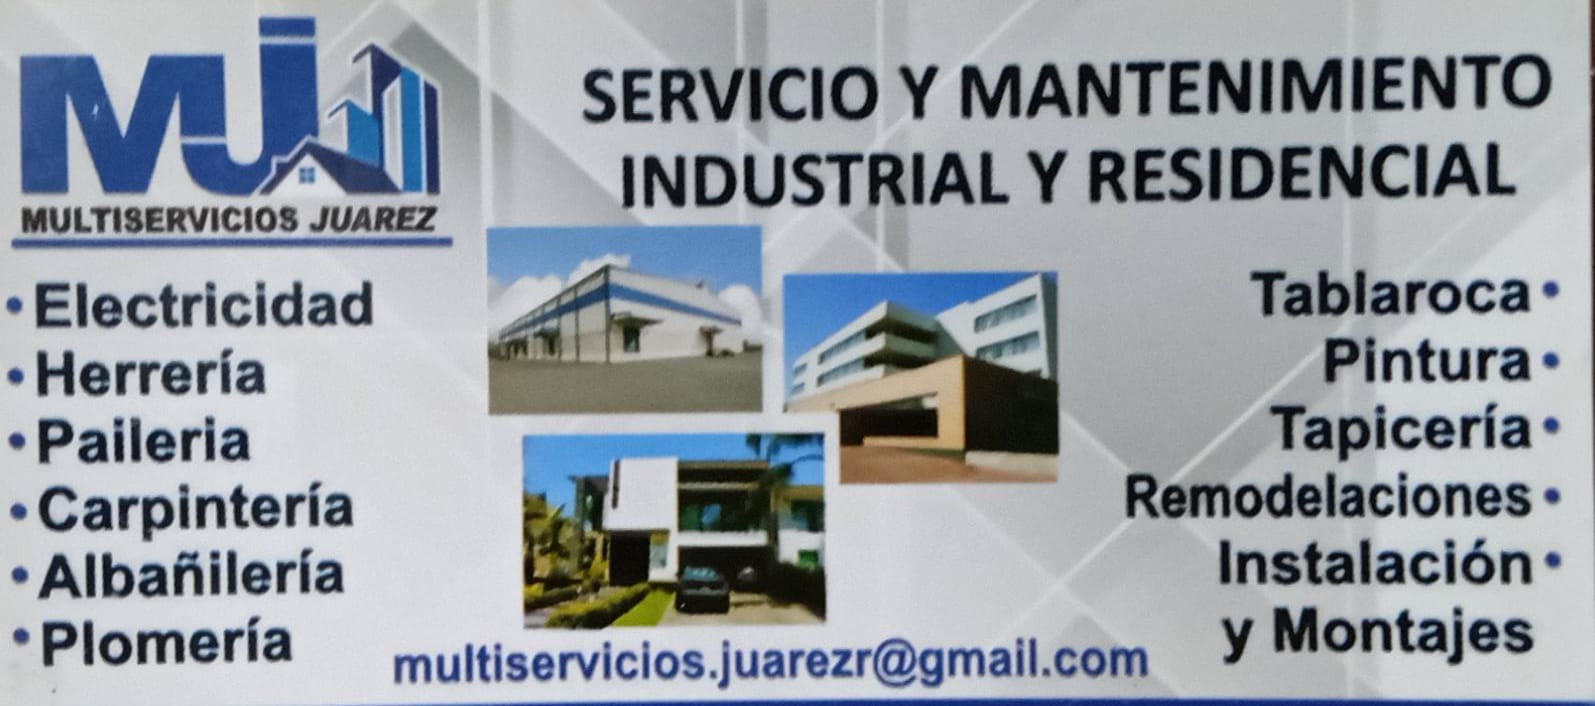 MJ
MULTISERVICIOS JUAREZ
SERVICIO Y MANTENIMIENTO
INDUSTRIAL Y RESIDENCIAL
• Electricidad
• Herrería
• Paileria
• Carpintería
• Albañilería
• Plomería
Tablaroca •
Pintura •
Tapicería •
Remodelaciones •
Instalación •
y Montajes
multiservicios.juarezr@gmail.com